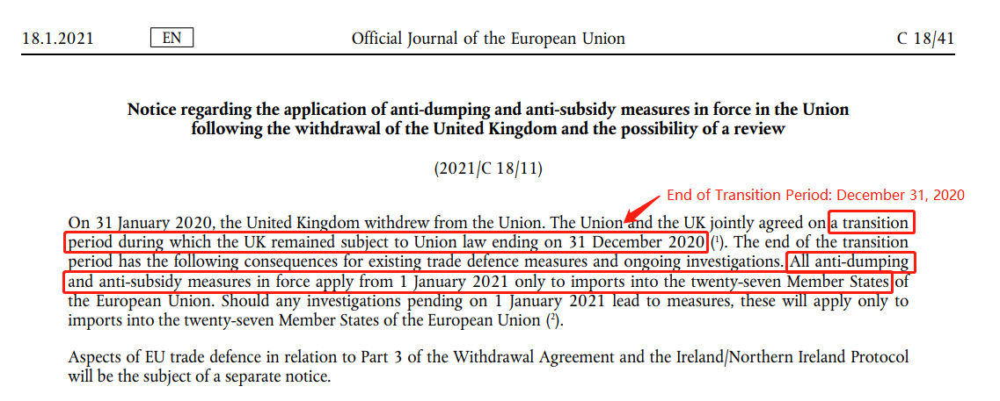 18.1.2021 EN Official Journal of the European Union C 18/41
Notice regarding the application of anti-dumping and anti-subsidy measures in force in the Union
following the withdrawal of the United Kingdom and the possibility of a review
(2021/C 18/11)
End of Transition Period: December 31, 2020
On 31 January 2020, the United Kingdom withdrew from the Union. The Union and the UK jointly agreed on a transition
period during which the UK remained subject to Union law ending on 31 December 2020 (¹). The end of the transition
period has the following consequences for existing trade defence measures and ongoing investigations. All anti-dumping
and anti-subsidy measures in force apply from 1 January 2021 only to imports into the twenty-seven Member States of
the European Union. Should any investigations pending on 1 January 2021 lead to measures, these will apply only to
imports into the twenty-seven Member States of the European Union (²).
Aspects of EU trade defence in relation to Part 3 of the Withdrawal Agreement and the Ireland/Northern Ireland Protocol
will be the subject of a separate notice.